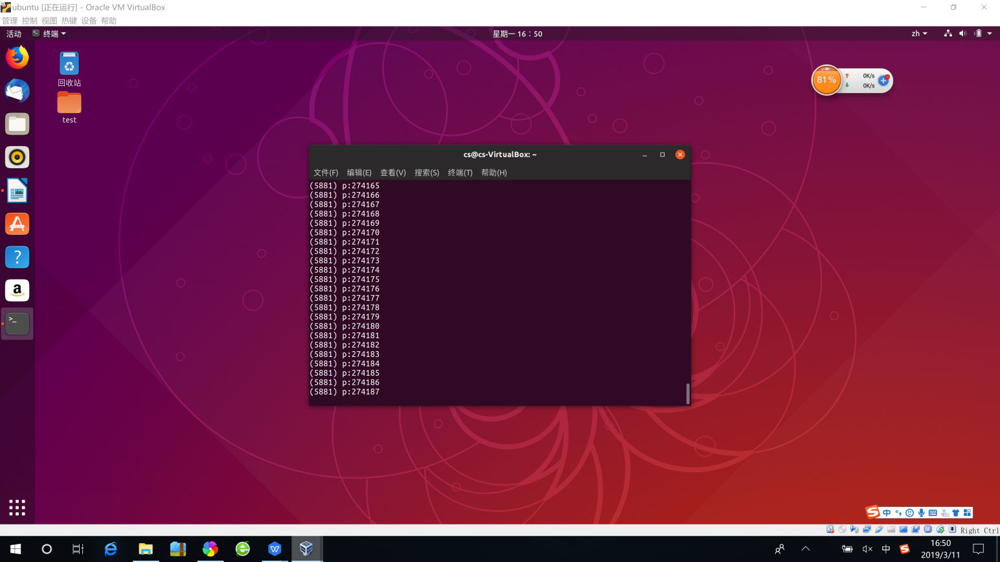 ubuntu [正在运行] - Oracle VM VirtualBox
管理 控制 视图 热键 设备 帮助
活动 终端 星期一 16：50 zh
回收站
test
81% 0K/s
0K/s
cs@cs-VirtualBox: ~
文件(F) 编辑(E) 查看(V) 搜索(S) 终端(T) 帮助(H)
(5881) p:274165
(5881) p:274166
(5881) p:274167
(5881) p:274168
(5881) p:274169
(5881) p:274170
(5881) p:274171
(5881) p:274172
(5881) p:274173
(5881) p:274174
(5881) p:274175
(5881) p:274176
(5881) p:274177
(5881) p:274178
(5881) p:274179
(5881) p:274180
(5881) p:274181
(5881) p:274182
(5881) p:274183
(5881) p:274184
(5881) p:274185
(5881) p:274186
(5881) p:274187
中
Right Ctrl
中 16:50
2019/3/11